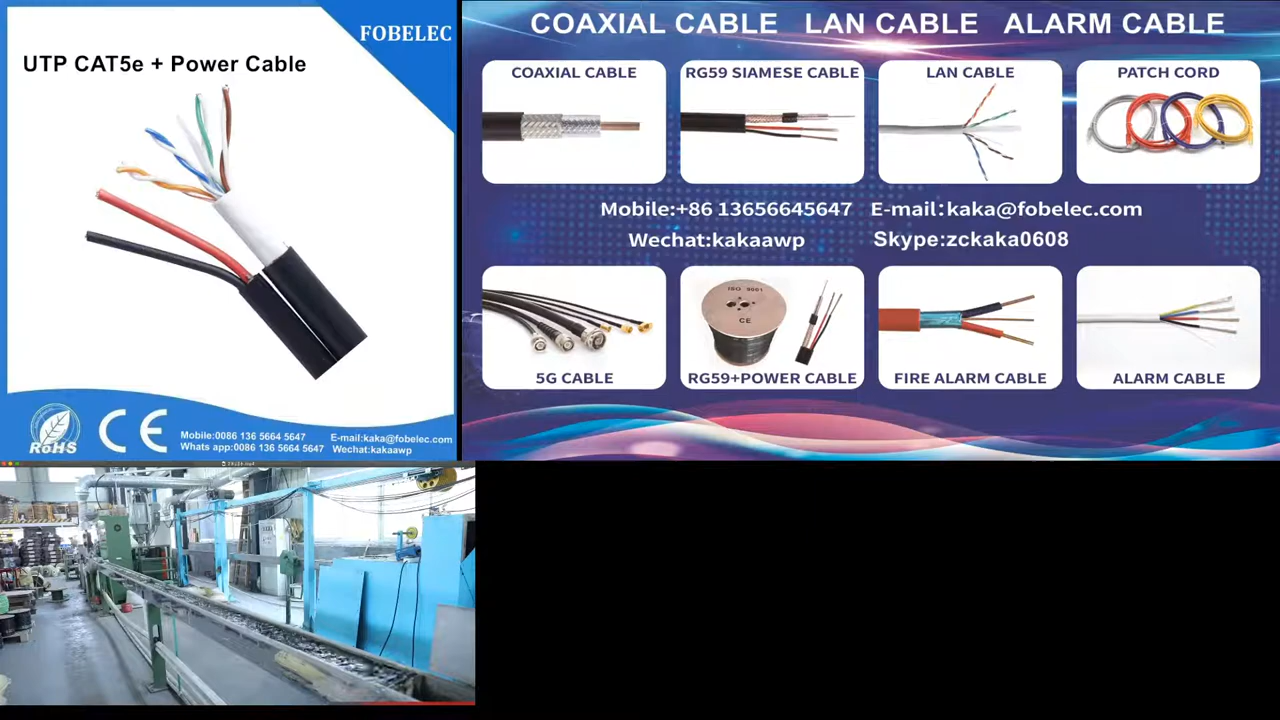 FOBELEC
UTP CAT5e + Power Cable
RoHS
CE
Mobile:0086 136 5664 5647
E-mail:kaka@fobelec.com
Whats app:0086 136 5664 5647
Wechat:kakaawp
COAXIAL CABLE LAN CABLE ALARM CABLE
COAXIAL CABLE
RG59 SIAMESE CABLE
LAN CABLE
PATCH CORD
Mobile:+86 13656645647 E-mail:kaka@fobelec.com
Wechat:kakaawp Skype:zckaka0608
5G CABLE
ISO 9001
CE
RG59+POWER CABLE
FIRE ALARM CABLE
ALARM CABLE